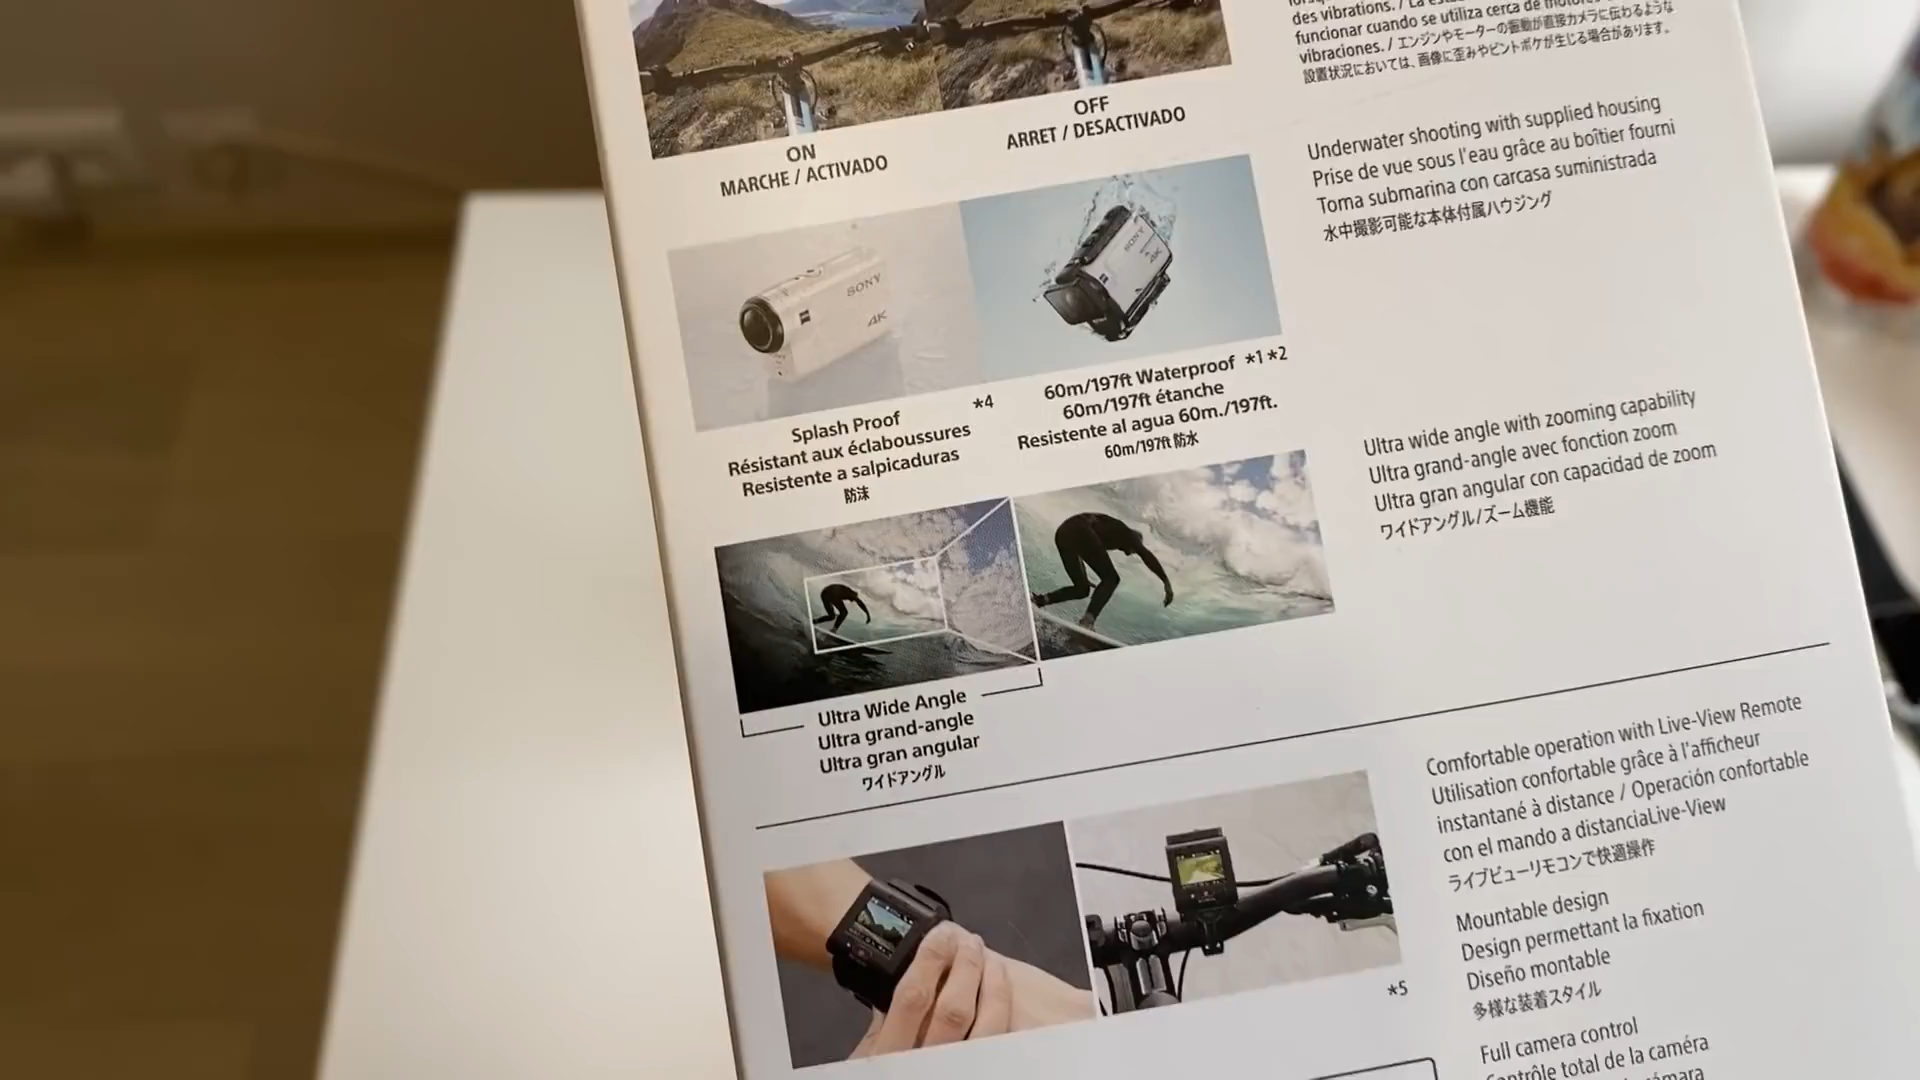 des vibrations. / La
funcionar cuando se utiliza cerca de
vibraciones. / エンジンやモーターの振動が直接カメラに伝わるような
設置状況においては、画像に歪みやピントボケが生じる場合があります。
ON
MARCHE / ACTIVADO
OFF
ARRET / DESACTIVADO
Underwater shooting with supplied housing
Prise de vue sous l'eau grâce au boîtier fourni
Toma submarina con carcasa suministrada
水中撮影可能な本体付属ハウジング
SONY
4K
SONY
4K
Splash Proof *4
Résistant aux éclaboussures
Resistente a salpicaduras
防沫
60m/197ft Waterproof *1 *2
60m/197ft étanche
Resistente al agua 60m./197ft.
60m/197ft 防水
Ultra wide angle with zooming capability
Ultra grand-angle avec fonction zoom
Ultra gran angular con capacidad de zoom
ワイドアングル/ズーム機能
Ultra Wide Angle
Ultra grand-angle
Ultra gran angular
ワイドアングル
Comfortable operation with Live-View Remote
Utilisation confortable grâce à l'afficheur
instantané à distance / Operación confortable
con el mando a distanciaLive-View
ライブビューリモコンで快適操作
*5
Mountable design
Design permettant la fixation
Diseño montable
多様な装着スタイル
Full camera control
Contrôle total de la caméra